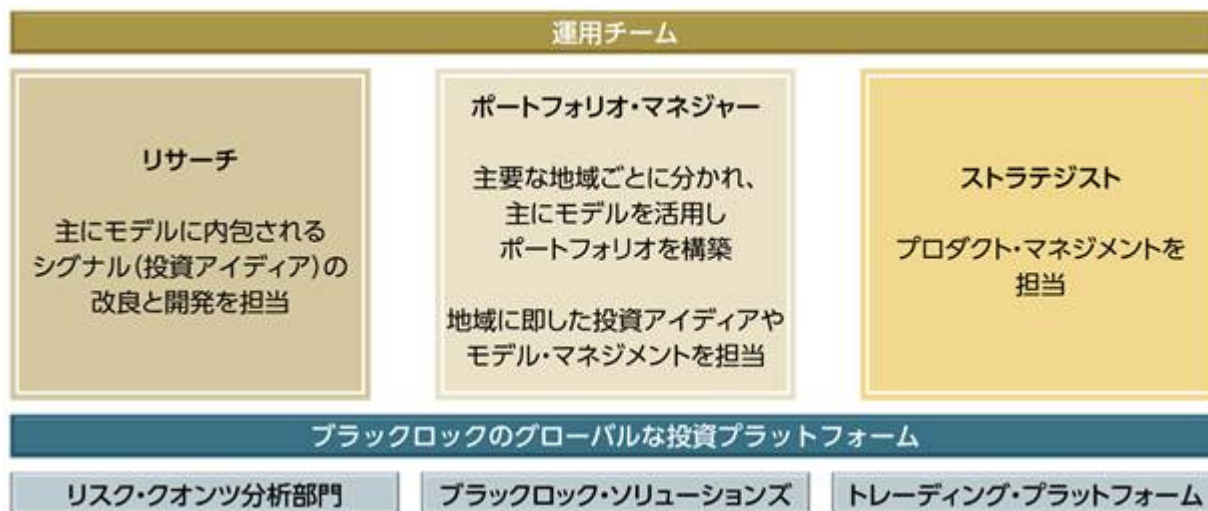 運用チーム
リサーチ
主にモデルに内包される
シグナル(投資アイディア)の
改良と開発を担当
ポートフォリオ・マネジャー
主要な地域ごとに分かれ、
主にモデルを活用し
ポートフォリオを構築
地域に即した投資アイディアや
モデル・マネジメントを担当
ストラテジスト
プロダクト・マネジメントを
担当
ブラックロックのグローバルな投資プラットフォーム
リスク・クオンツ分析部門
ブラックロック・ソリューションズ
トレーディング・プラットフォーム